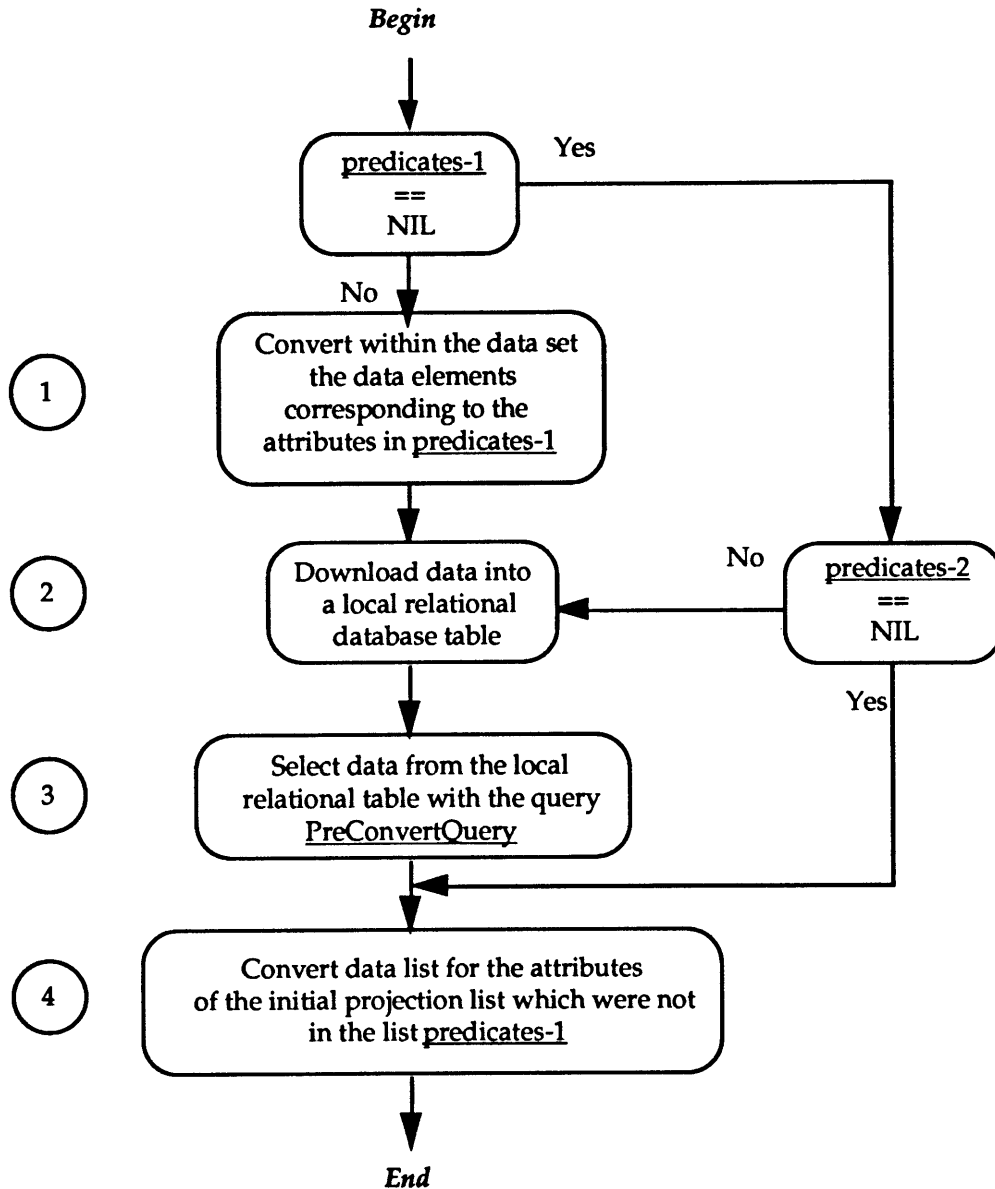 Begin
predicates-1
==
NIL
Yes
No
1
Convert within the data set
the data elements
corresponding to the
attributes in predicates-1
2
Download data into
a local relational
database table
No
predicates-2
==
NIL
Yes
3
Select data from the local
relational table with the query
PreConvertQuery
4
Convert data list for the attributes
of the initial projection list which were not
in the list predicates-1
End